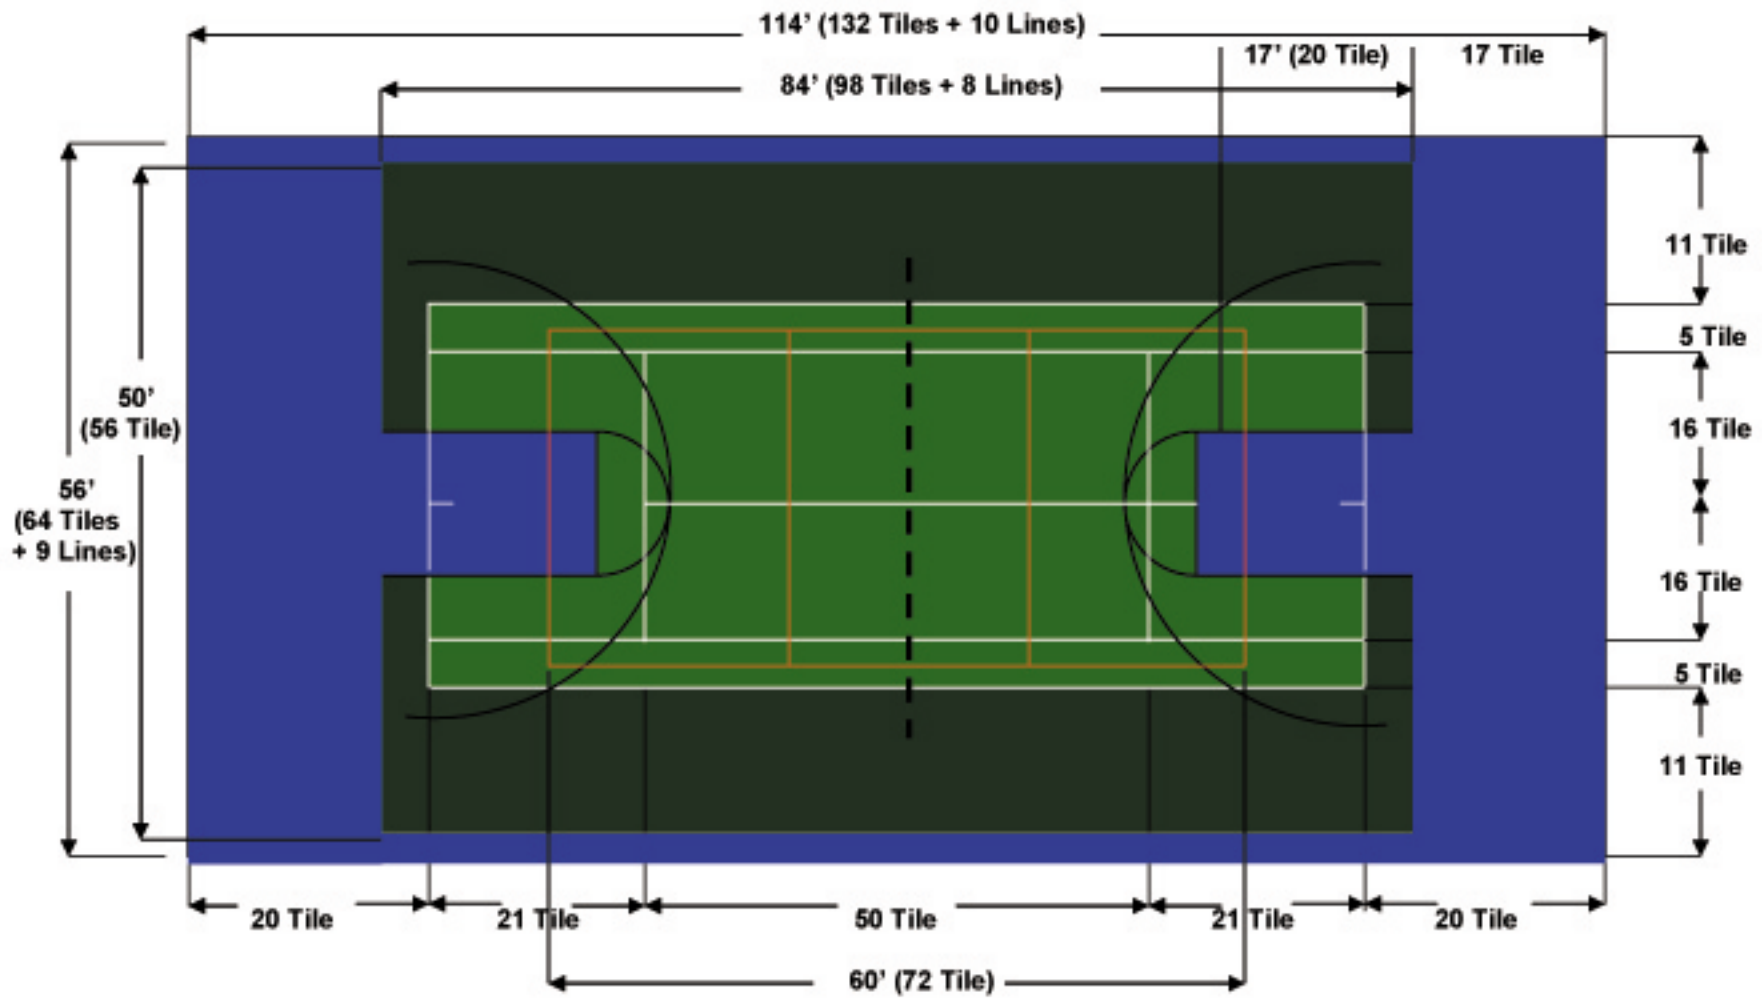 114’ (132 Tiles + 10 Lines)
17’ (20 Tile)
17 Tile
84’ (98 Tiles + 8 Lines)
11 Tile
5 Tile
50’
(56 Tile)
16 Tile
56’
(64 Tiles
+ 9 Lines)
16 Tile
5 Tile
11 Tile
20 Tile
21 Tile
50 Tile
21 Tile
20 Tile
60’ (72 Tile)